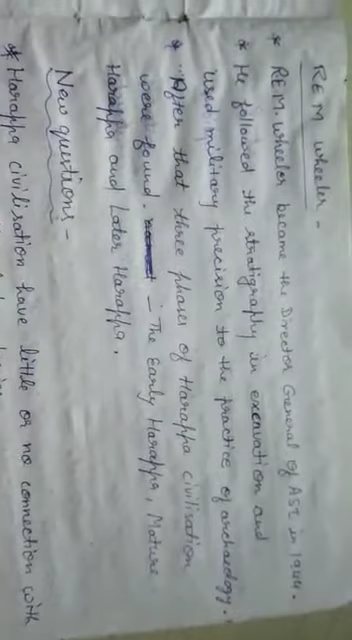 REM wheeler -
* REM. wheeler became the Director General of ASI in 1944.
* He followed the stratigraphy in excavation and
used military precision to the practice of archaeology.
* After that three phases of Harappa civilisation
were found. - The Early Harappa, Mature
Harappa and Later Harappa.
New questions -
* Harappa civilisation have little or no connection with